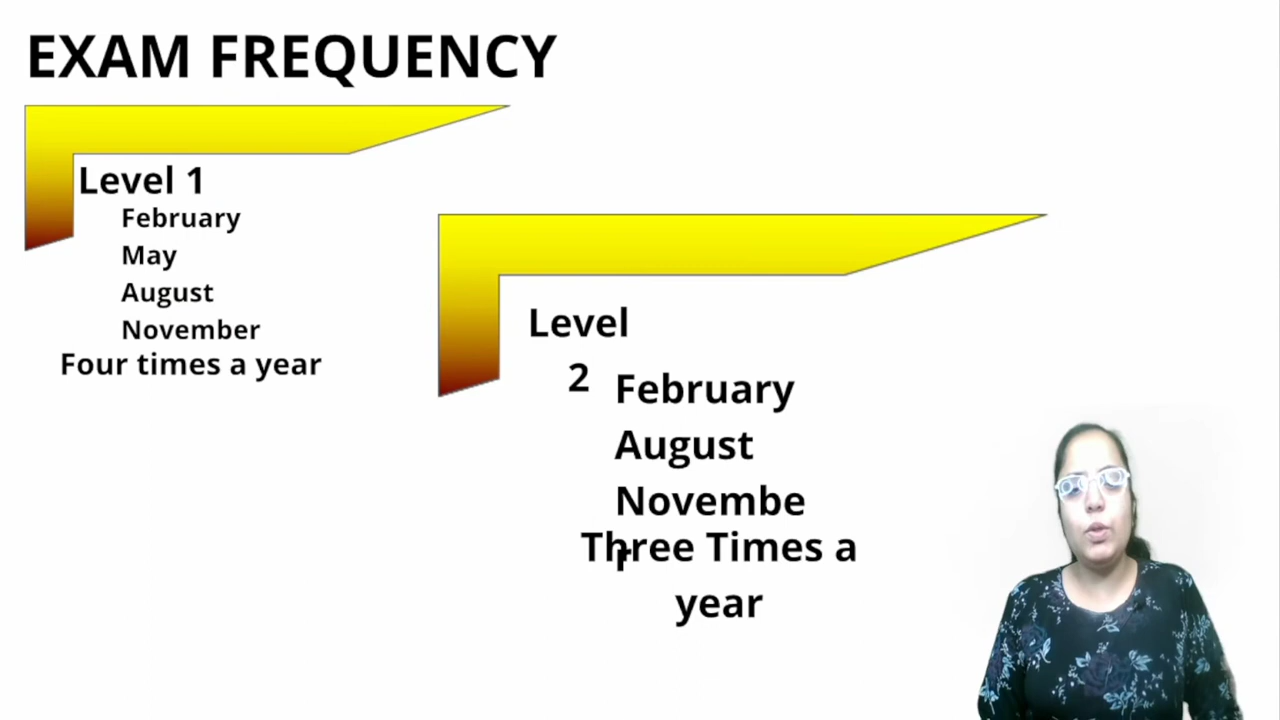 EXAM FREQUENCY
Level 1
February
May
August
November
Four times a year
Level
2
February
August
Novembe
r
Three Times a
year